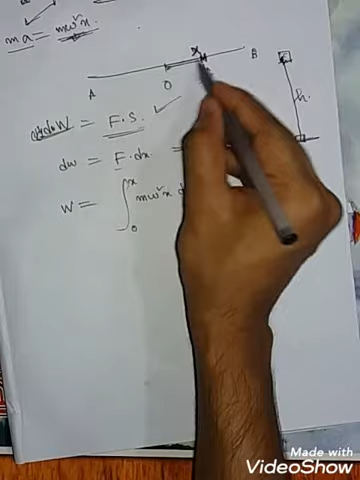 ma = mω²x.
x
A
O
B
h.
W = F·S.
dw = F·dx
W = ∫₀ˣ mω²x
Made with
VideoShow